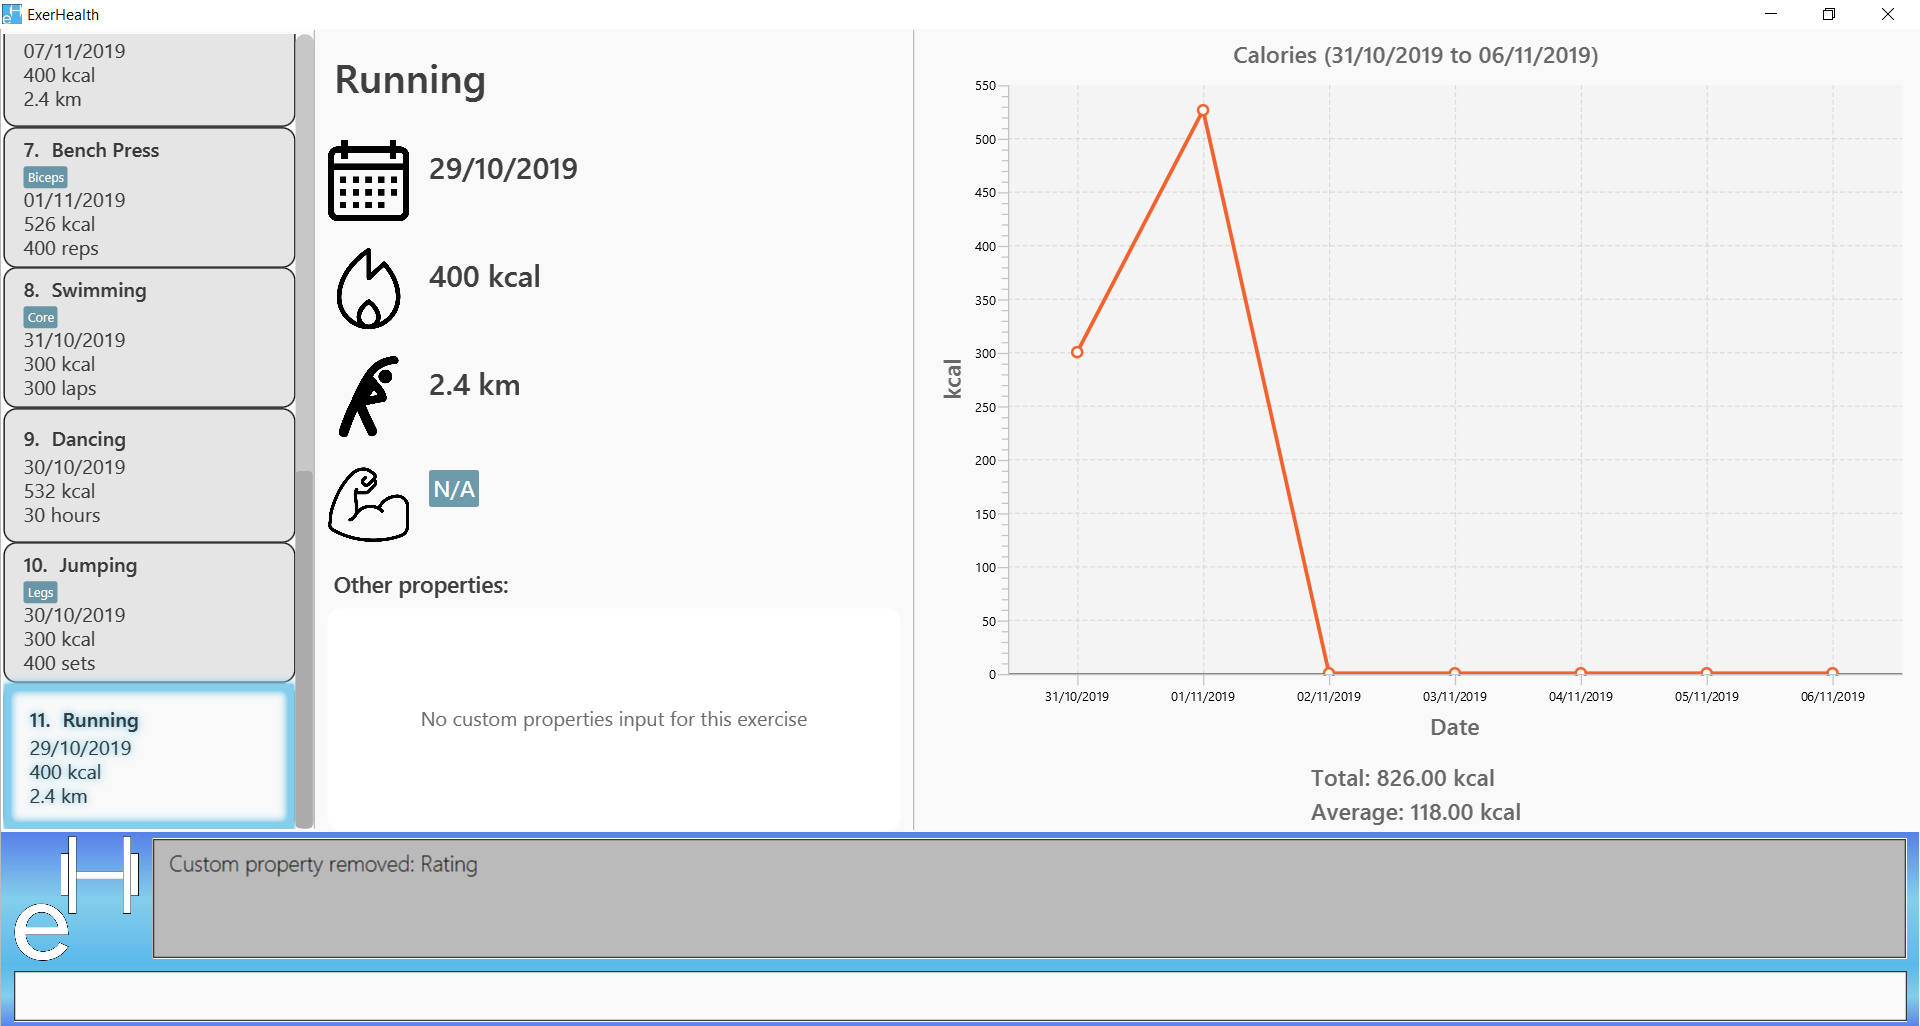 ExerHealth
07/11/2019
400 kcal
2.4 km
7. Bench Press
Biceps
01/11/2019
526 kcal
400 reps
8. Swimming
Core
31/10/2019
300 kcal
300 laps
9. Dancing
30/10/2019
532 kcal
30 hours
10. Jumping
Legs
30/10/2019
300 kcal
400 sets
11. Running
29/10/2019
400 kcal
2.4 km
Running
29/10/2019
400 kcal
2.4 km
N/A
Other properties:
No custom properties input for this exercise
Calories (31/10/2019 to 06/11/2019)
550
500
450
400
350
300
250
200
150
100
50
0
kcal
31/10/2019 01/11/2019 02/11/2019 03/11/2019 04/11/2019 05/11/2019 06/11/2019
Date
Total: 826.00 kcal
Average: 118.00 kcal
eH
Custom property removed: Rating